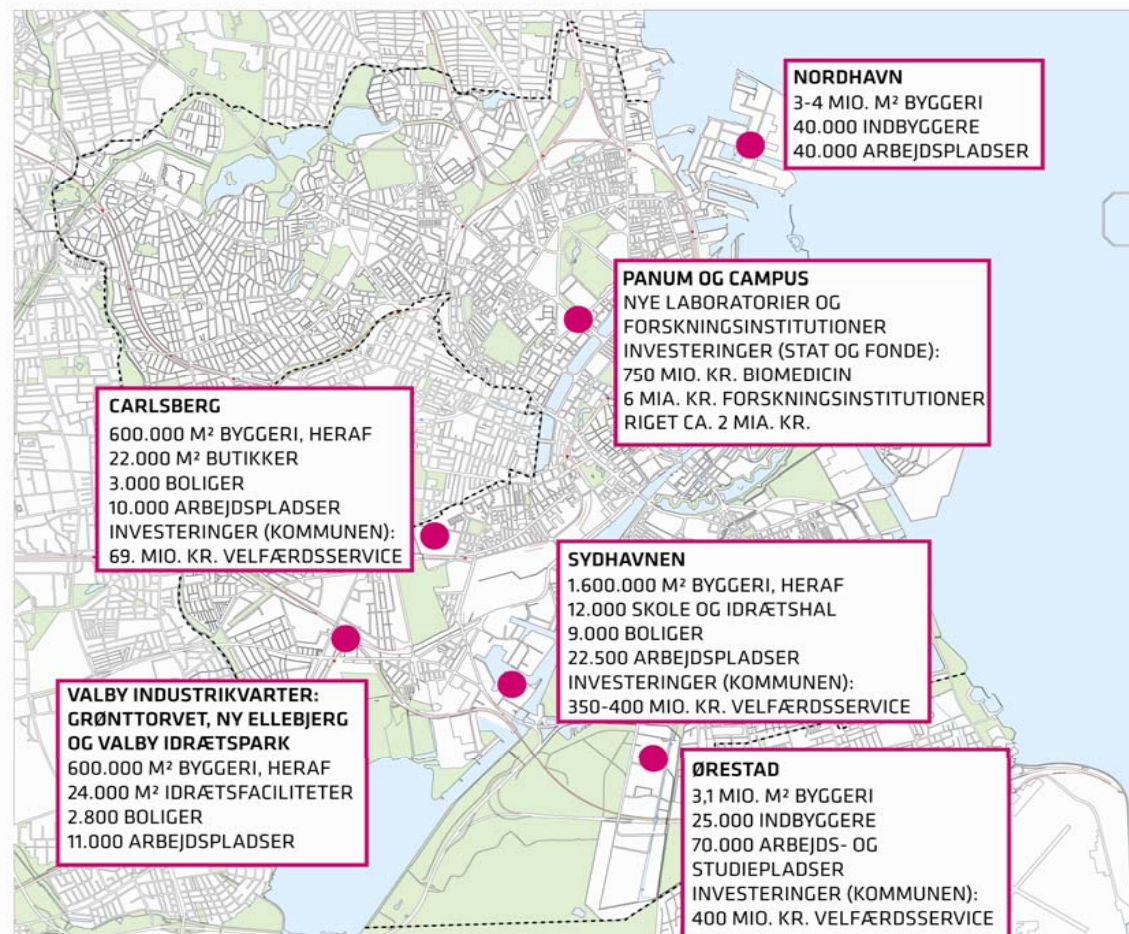 NORDHAVN
3-4 MIO. M² BYGGERI
40.000 INDBYGGERE
40.000 ARBEJDSPLADSER
PANUM OG CAMPUS
NYE LABORATORIER OG
FORSKNINGSINSTITUTIONER
INVESTERINGER (STAT OG FONDE):
750 MIO. KR. BIOMEDICIN
6 MIA. KR. FORSKNINGSINSTITUTIONER
RIGET CA. 2 MIA. KR.
CARLSBERG
600.000 M² BYGGERI, HERAF
22.000 M² BUTIKKER
3.000 BOLIGER
10.000 ARBEJDSPLADSER
INVESTERINGER (KOMMUNEN):
69. MIO. KR. VELFÆRDSSERVICE
SYDHAVNEN
1.600.000 M² BYGGERI, HERAF
12.000 SKOLE OG IDRÆTSHAL
9.000 BOLIGER
22.500 ARBEJDSPLADSER
INVESTERINGER (KOMMUNEN):
350-400 MIO. KR. VELFÆRDSSERVICE
VALBY INDUSTRIKVARTER:
GRØNTTORVET, NY ELLEBJERG
OG VALBY IDRÆTSPARK
600.000 M² BYGGERI, HERAF
24.000 M² IDRÆTSFACILITETER
2.800 BOLIGER
11.000 ARBEJDSPLADSER
ØRESTAD
3,1 MIO. M² BYGGERI
25.000 INDBYGGERE
70.000 ARBEJDS- OG
STUDIEPLADSER
INVESTERINGER (KOMMUNEN):
400 MIO. KR. VELFÆRDSSERVICE